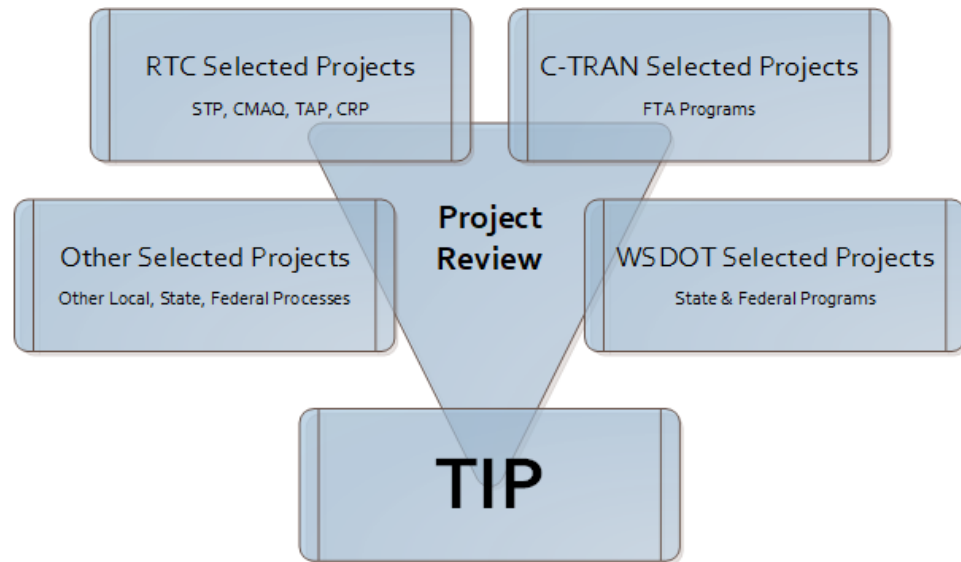 RTC Selected Projects
STP, CMAQ, TAP, CRP
C-TRAN Selected Projects
FTA Programs
Project
Review
Other Selected Projects
Other Local, State, Federal Processes
WSDOT Selected Projects
State & Federal Programs
TIP